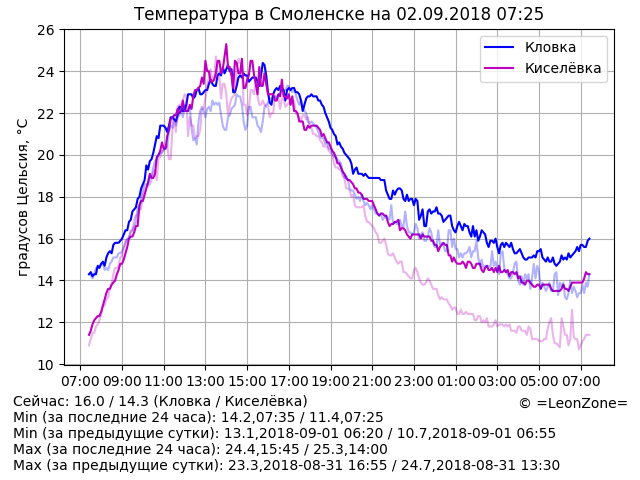 Температура в Смоленске на 02.09.2018 07:25
градусов Цельсия, °С
26
24
22
20
18
16
14
12
10
Кловка
Киселёвка
07:00 09:00 11:00 13:00 15:00 17:00 19:00 21:00 23:00 01:00 03:00 05:00 07:00
Сейчас: 16.0 / 14.3 (Кловка / Киселёвка)
© =LeonZone=
Min (за последние 24 часа): 14.2,07:35 / 11.4,07:25
Min (за предыдущие сутки): 13.1,2018-09-01 06:20 / 10.7,2018-09-01 06:55
Max (за последние 24 часа): 24.4,15:45 / 25.3,14:00
Max (за предыдущие сутки): 23.3,2018-08-31 16:55 / 24.7,2018-08-31 13:30